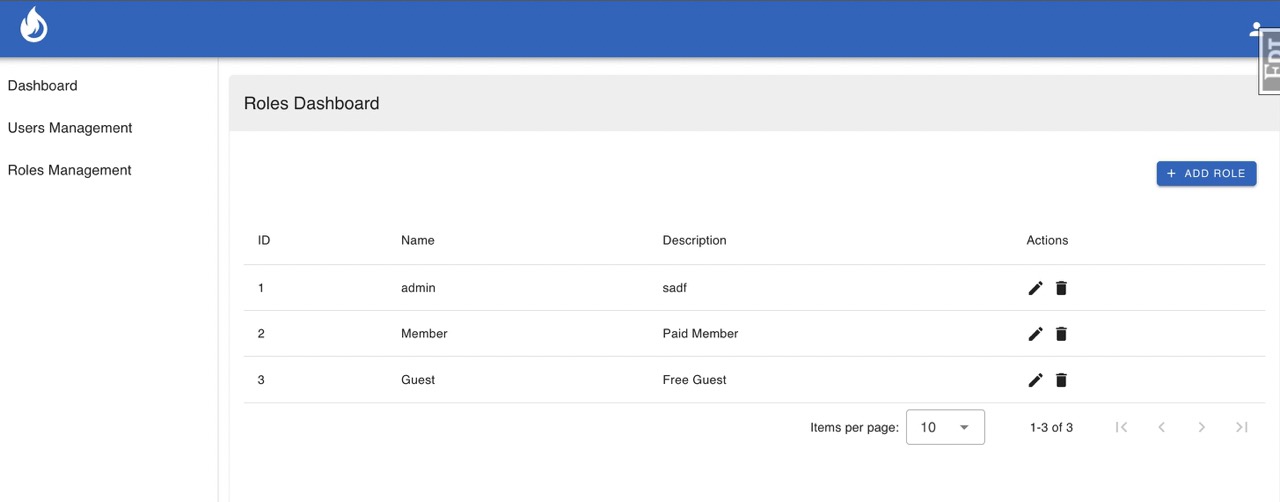 Dashboard
Users Management
Roles Management
Roles Dashboard
+ ADD ROLE
ID Name Description Actions
1 admin sadf
2 Member Paid Member
3 Guest Free Guest
Items per page: 10 1-3 of 3